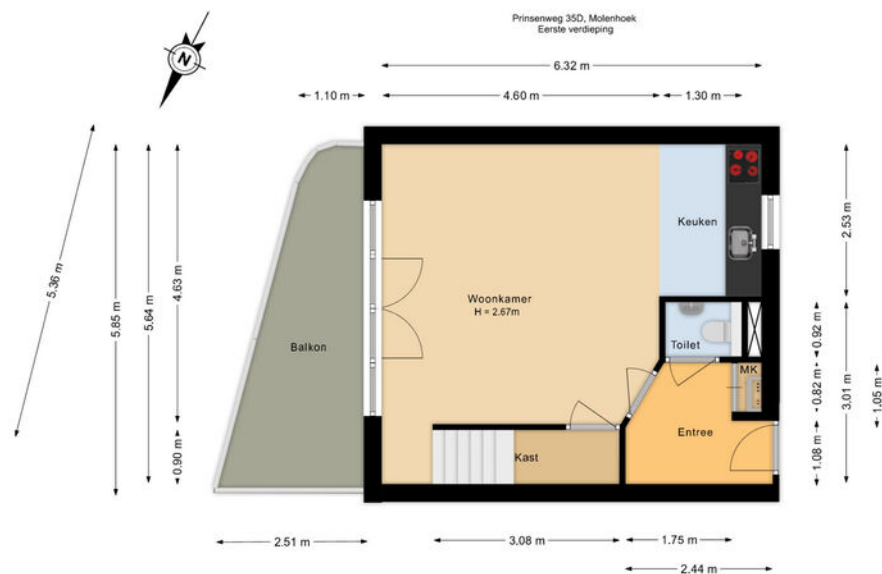 Prinsenweg 35D, Molenhoek
Eerste verdieping
N
6.32 m
1.10 m
4.60 m
1.30 m
5.36 m
5.85 m
5.64 m
4.63 m
0.90 m
Keuken
2.53 m
Woonkamer
H = 2.67m
Balkon
Toilet
MK
Entree
Kast
0.92 m
0.82 m
1.08 m
3.01 m
1.05 m
2.51 m
3.08 m
1.75 m
2.44 m